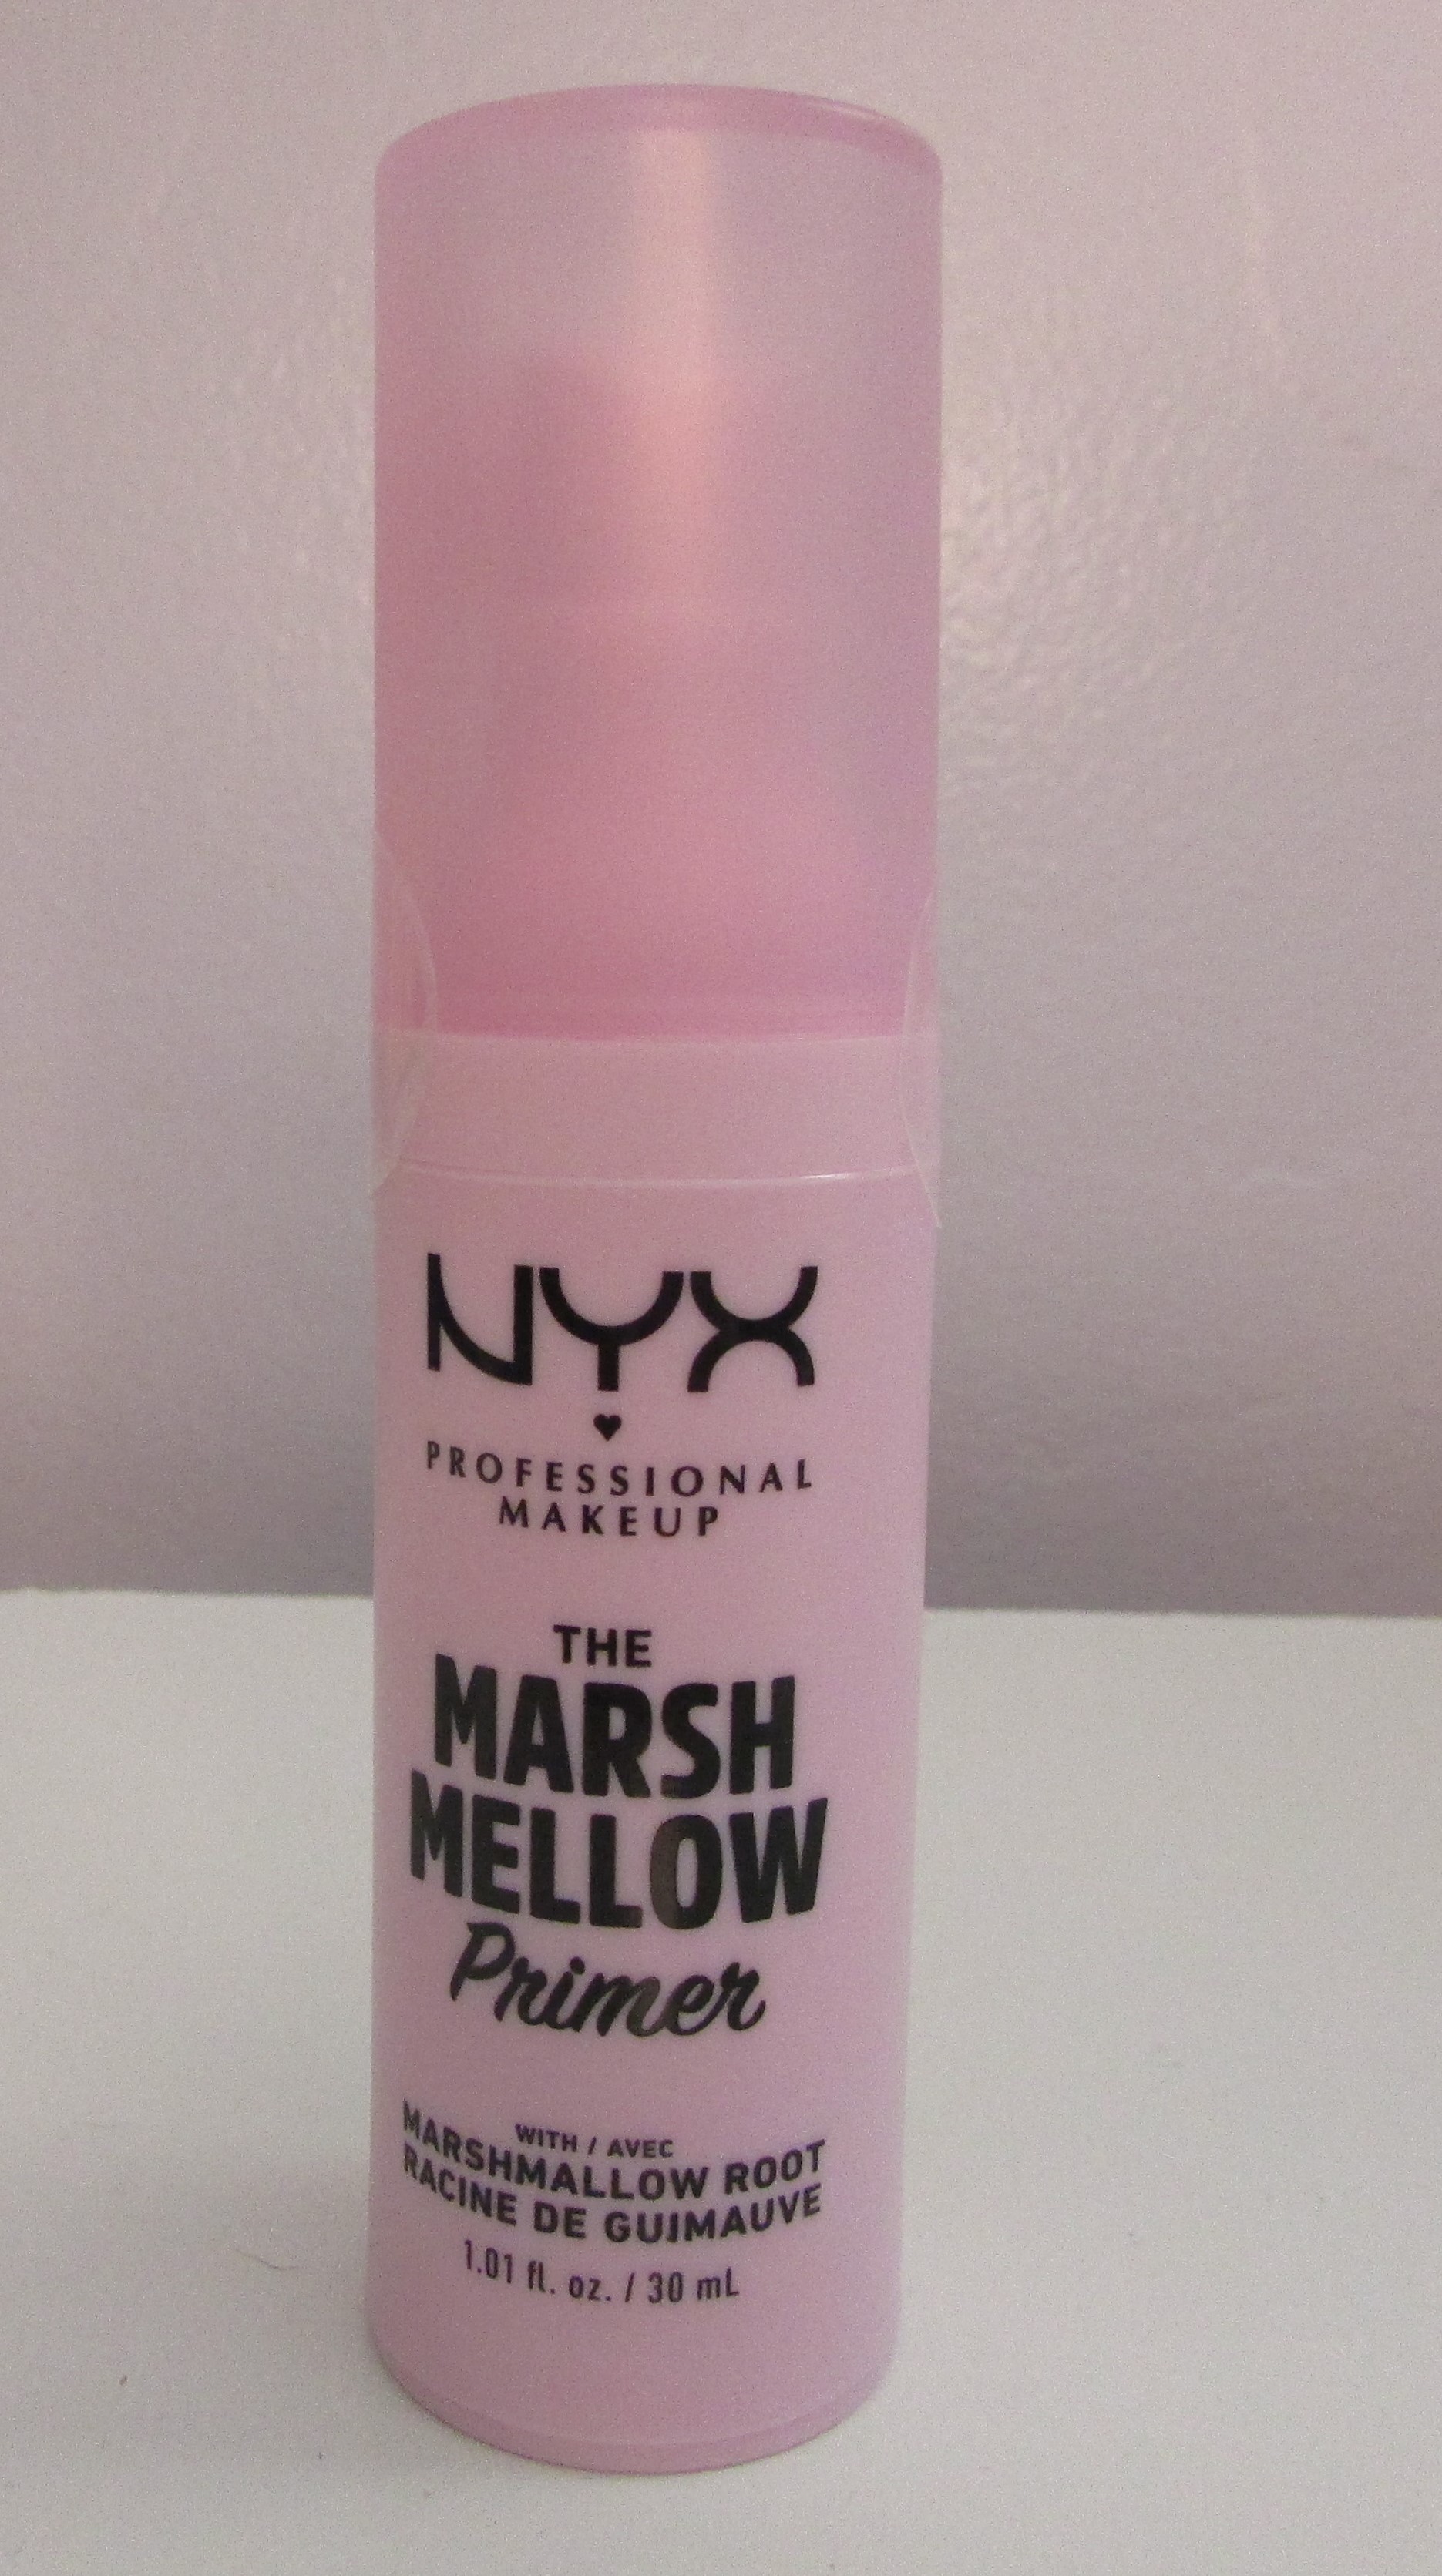 NYX
PROFESSIONAL
MAKEUP
THE
MARSH
MELLOW
Primer
WITH / AVEC
MARSHMALLOW ROOT
RACINE DE GUIMAUVE
1.01 fl. oz. / 30 mL